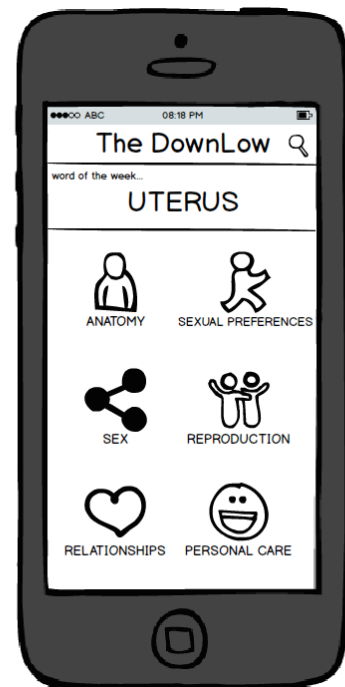 ABC 08:18 PM
The DownLow
word of the week...
UTERUS
ANATOMY SEXUAL PREFERENCES
SEX REPRODUCTION
RELATIONSHIPS PERSONAL CARE